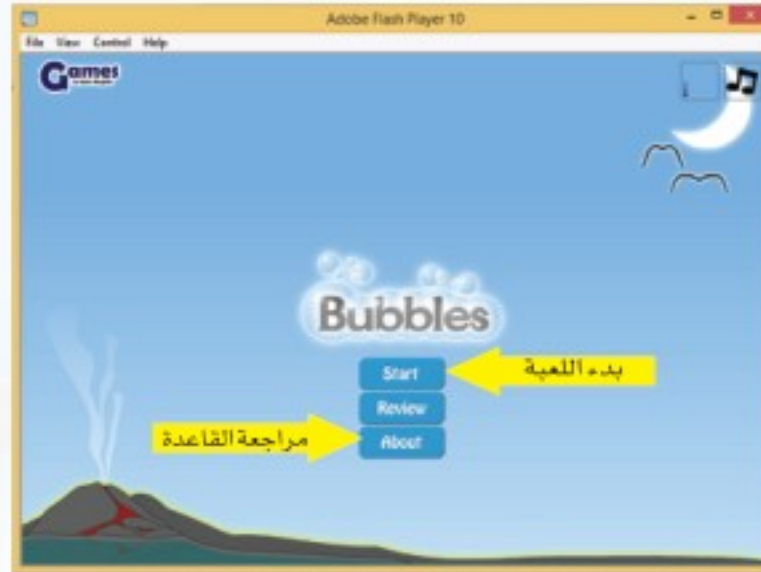 Adobe Flash Player 10
File View Control Help
Games
Bubbles
Start
بدء اللعبة
Review
About
مراجعة القاعدة